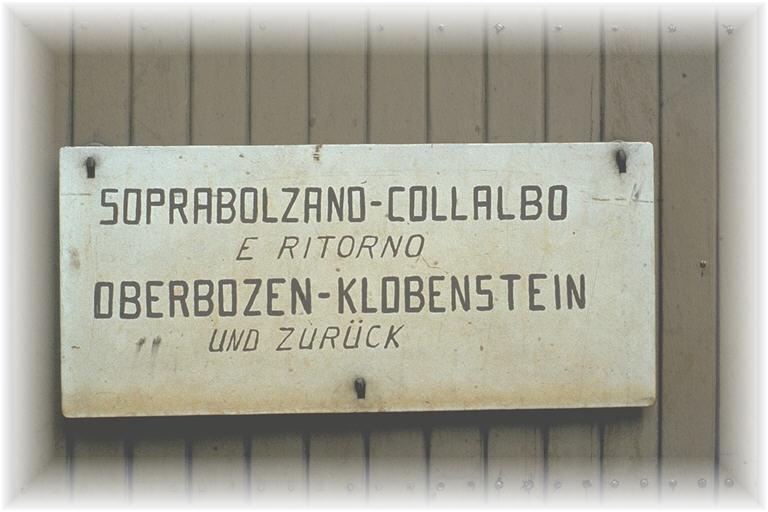 SOPRABOLZANO-COLLALBO
E RITORNO
OBERBOZEN-KLOBENSTEIN
UND ZURÜCK